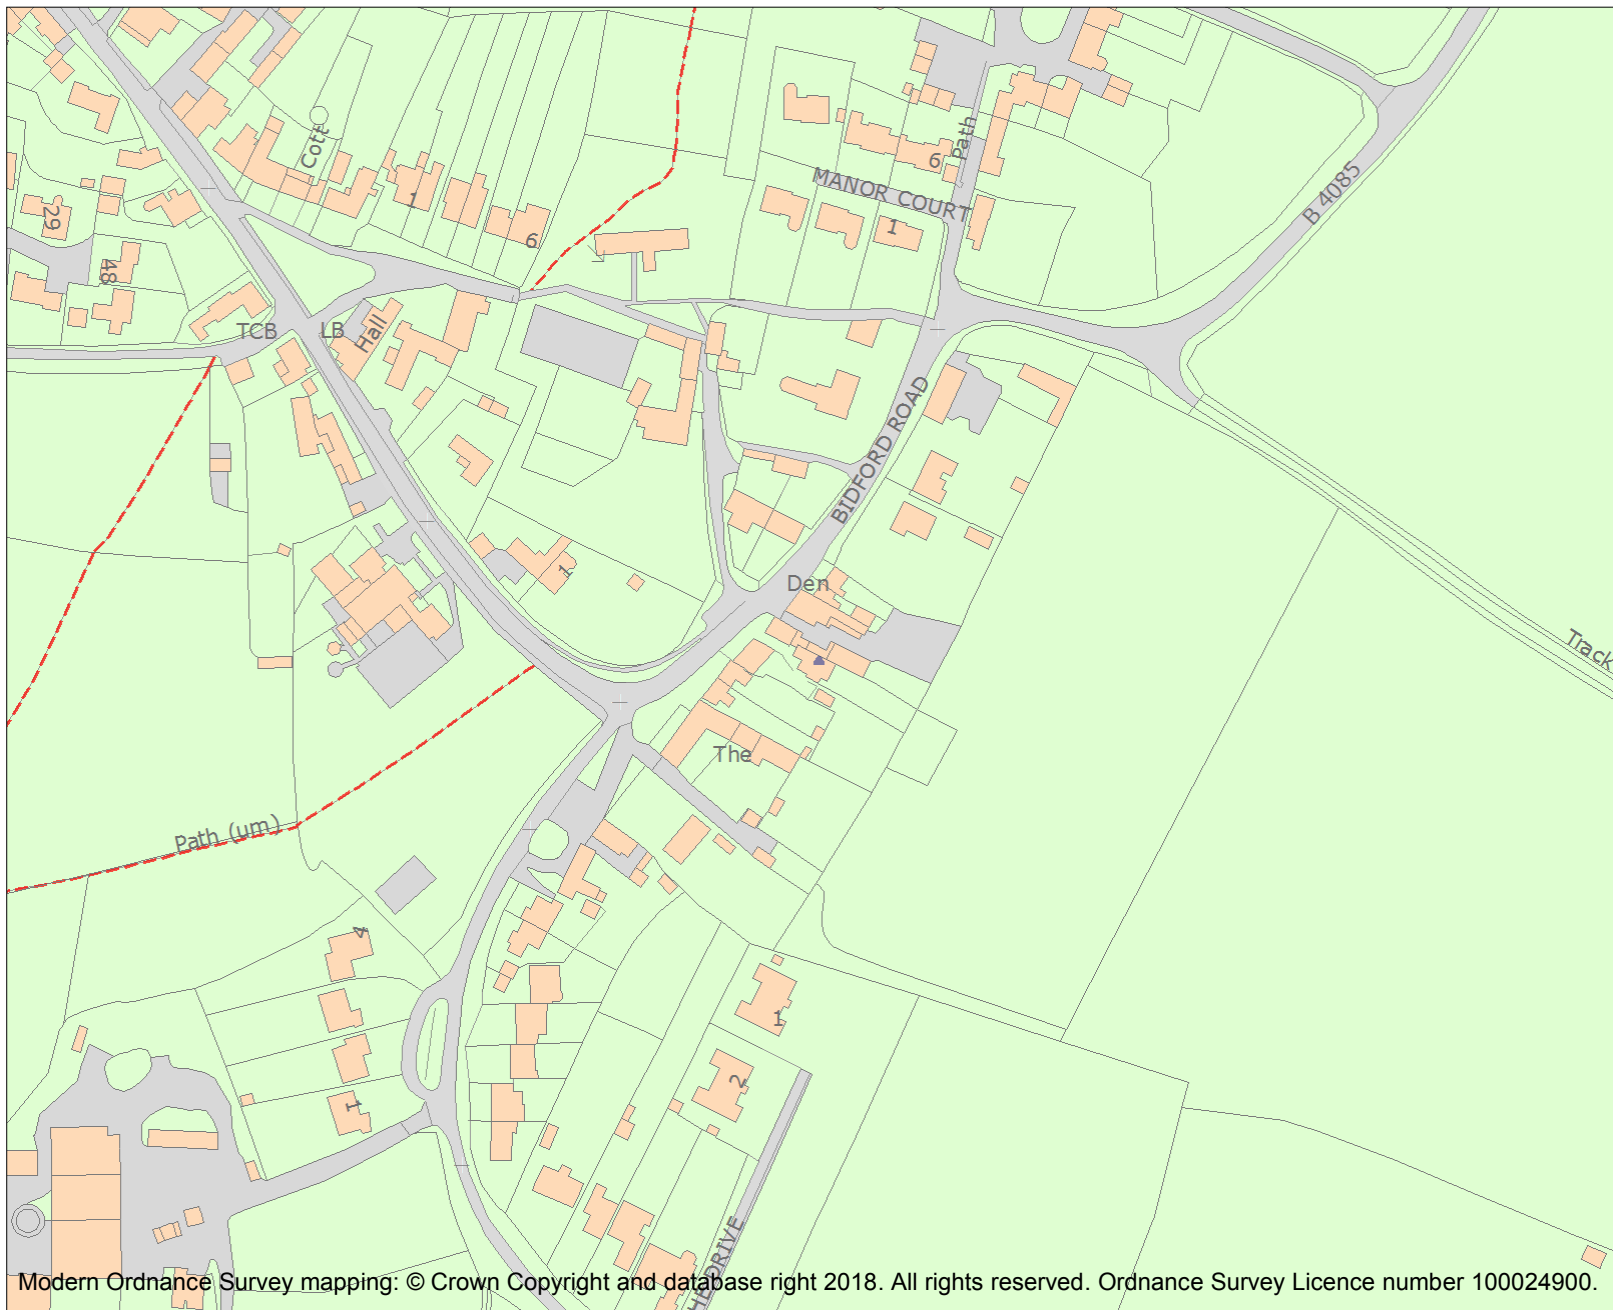 Cott
Path
6
MANOR COURT
B 4085
1
29
1
6
48
TCB
LB
Hall
BIDFORD ROAD
1
Den
Track
The
Path (um)
4
1
2
1
HE DRIVE
Modern Ordnance Survey mapping: © Crown Copyright and database right 2018. All rights reserved. Ordnance Survey Licence number 100024900.